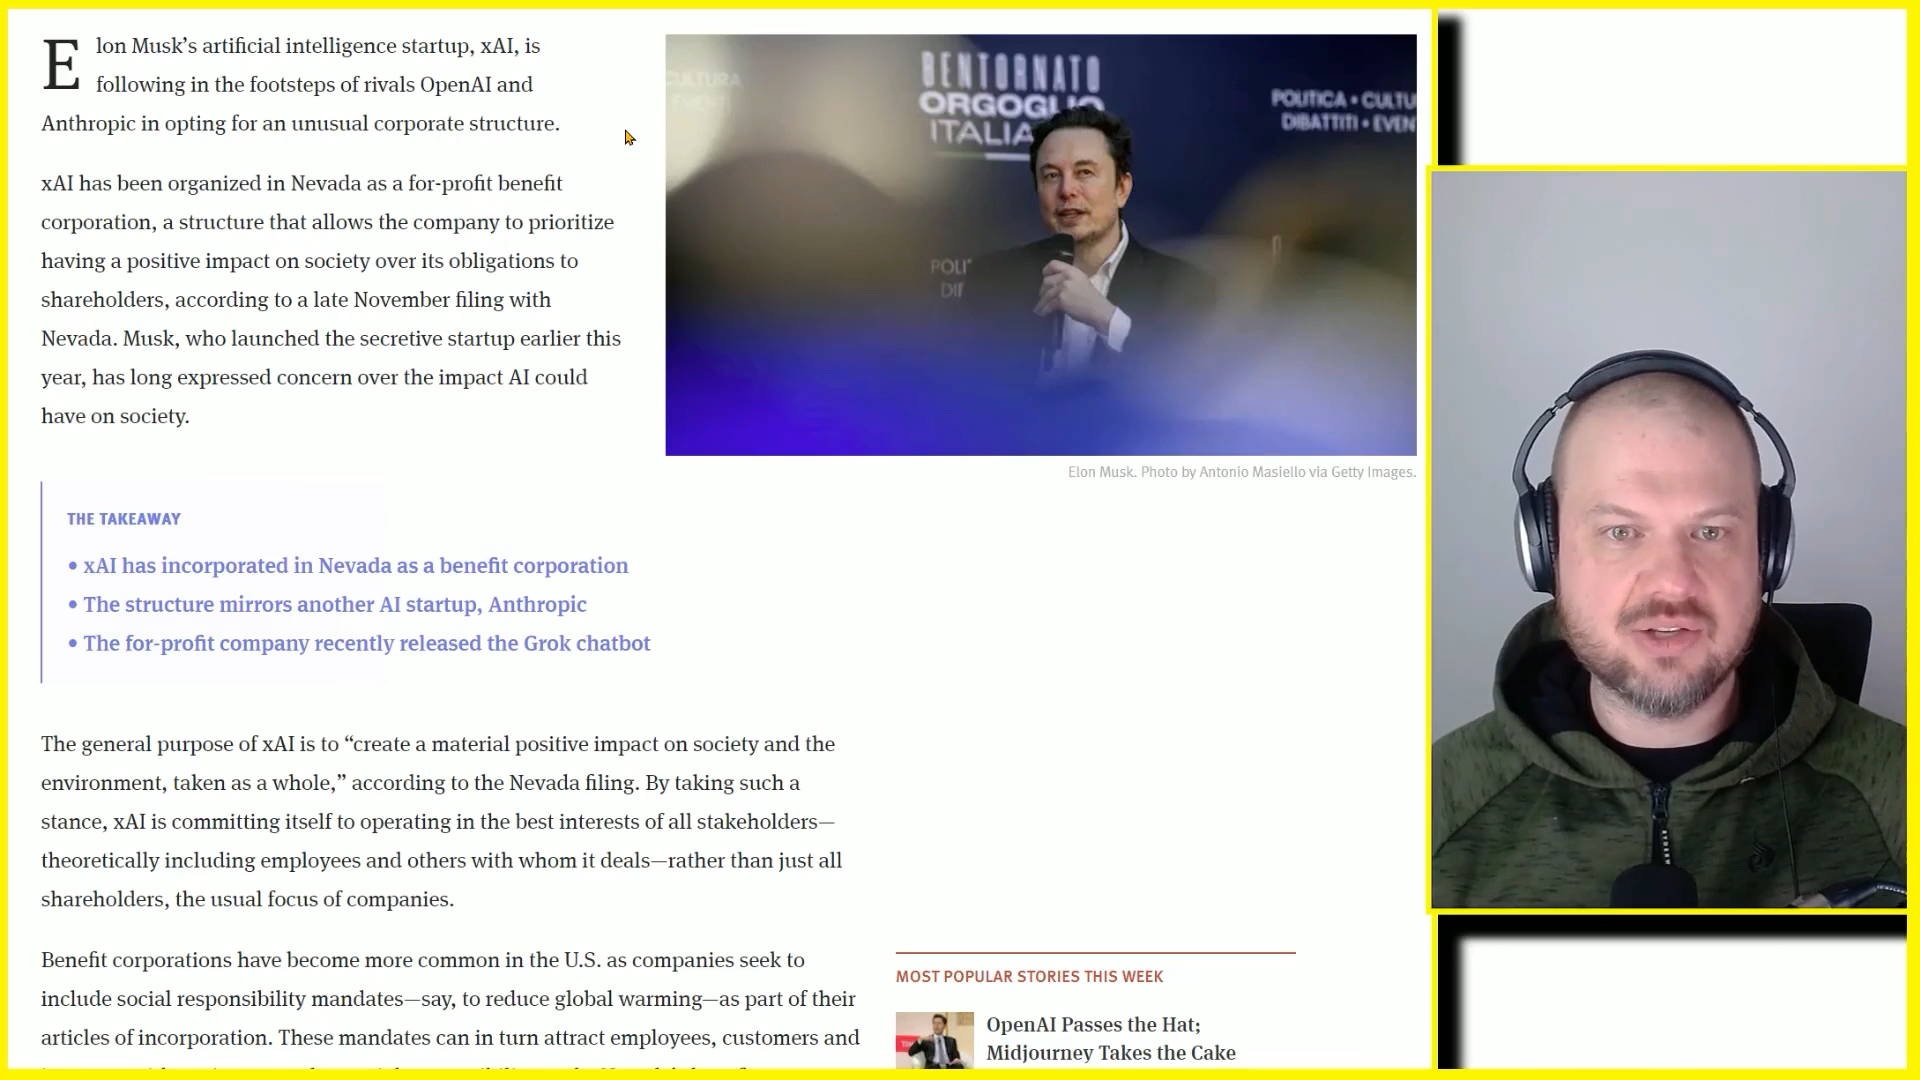 Elon Musk’s artificial intelligence startup, xAI, is
following in the footsteps of rivals OpenAI and
Anthropic in opting for an unusual corporate structure.
xAI has been organized in Nevada as a for-profit benefit
corporation, a structure that allows the company to prioritize
having a positive impact on society over its obligations to
shareholders, according to a late November filing with
Nevada. Musk, who launched the secretive startup earlier this
year, has long expressed concern over the impact AI could
have on society.
CULTURA
BENTORNATO
ORGOGLIO
ITALIA
POLITICA • CULTU
DIBATTITI • EVEN
POLI
DI
Elon Musk. Photo by Antonio Masiello via Getty Images.
THE TAKEAWAY
• xAI has incorporated in Nevada as a benefit corporation
• The structure mirrors another AI startup, Anthropic
• The for-profit company recently released the Grok chatbot
The general purpose of xAI is to “create a material positive impact on society and the
environment, taken as a whole,” according to the Nevada filing. By taking such a
stance, xAI is committing itself to operating in the best interests of all stakeholders—
theoretically including employees and others with whom it deals—rather than just all
shareholders, the usual focus of companies.
Benefit corporations have become more common in the U.S. as companies seek to
include social responsibility mandates—say, to reduce global warming—as part of their
articles of incorporation. These mandates can in turn attract employees, customers and
MOST POPULAR STORIES THIS WEEK
OpenAI Passes the Hat;
Midjourney Takes the Cake